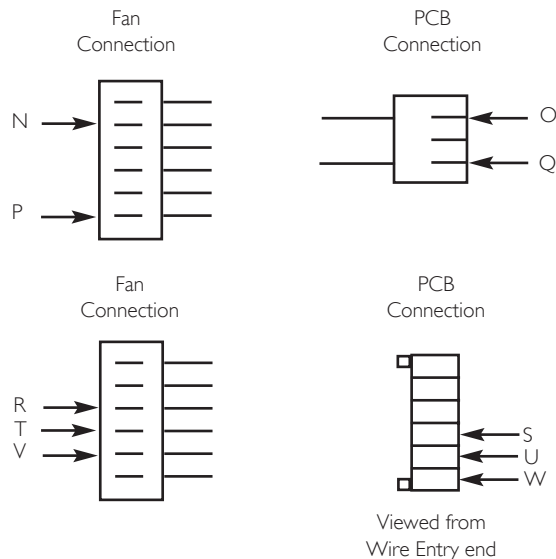 Fan
Connection
PCB
Connection
N
O
P
Q
Fan
Connection
PCB
Connection
R
T
V
S
U
W
Viewed from
Wire Entry end